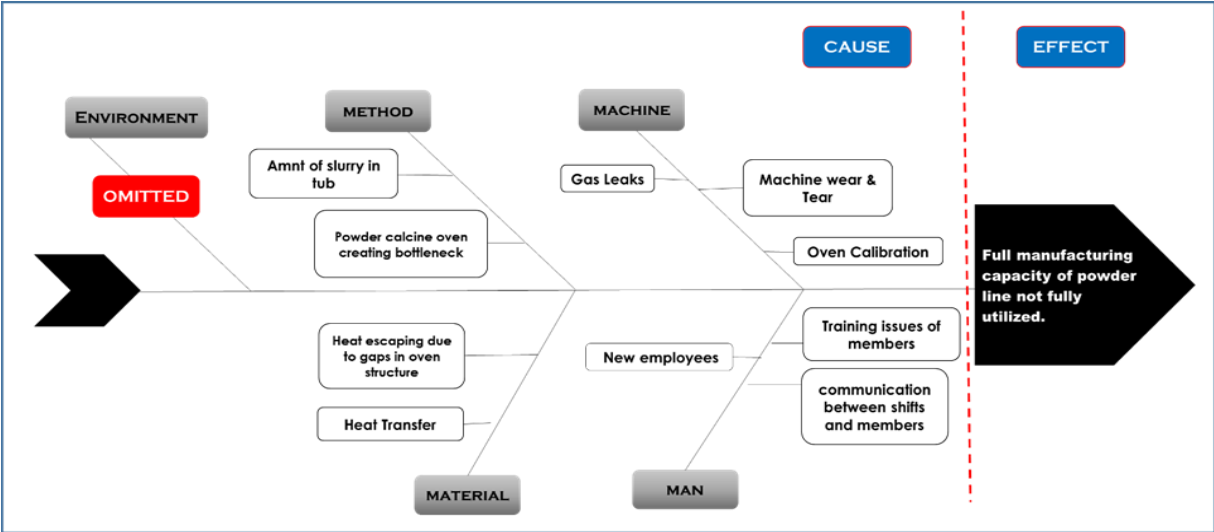 CAUSE
EFFECT
ENVIRONMENT
METHOD
MACHINE
OMITTED
Amnt of slurry in
tub
Powder calcine oven
creating bottleneck
Gas Leaks
Machine wear &
Tear
Oven Calibration
Full manufacturing
capacity of powder
line not fully
utilized.
Heat escaping due
to gaps in oven
structure
Heat Transfer
New employees
Training issues of
members
communication
between shifts
and members
MATERIAL
MAN